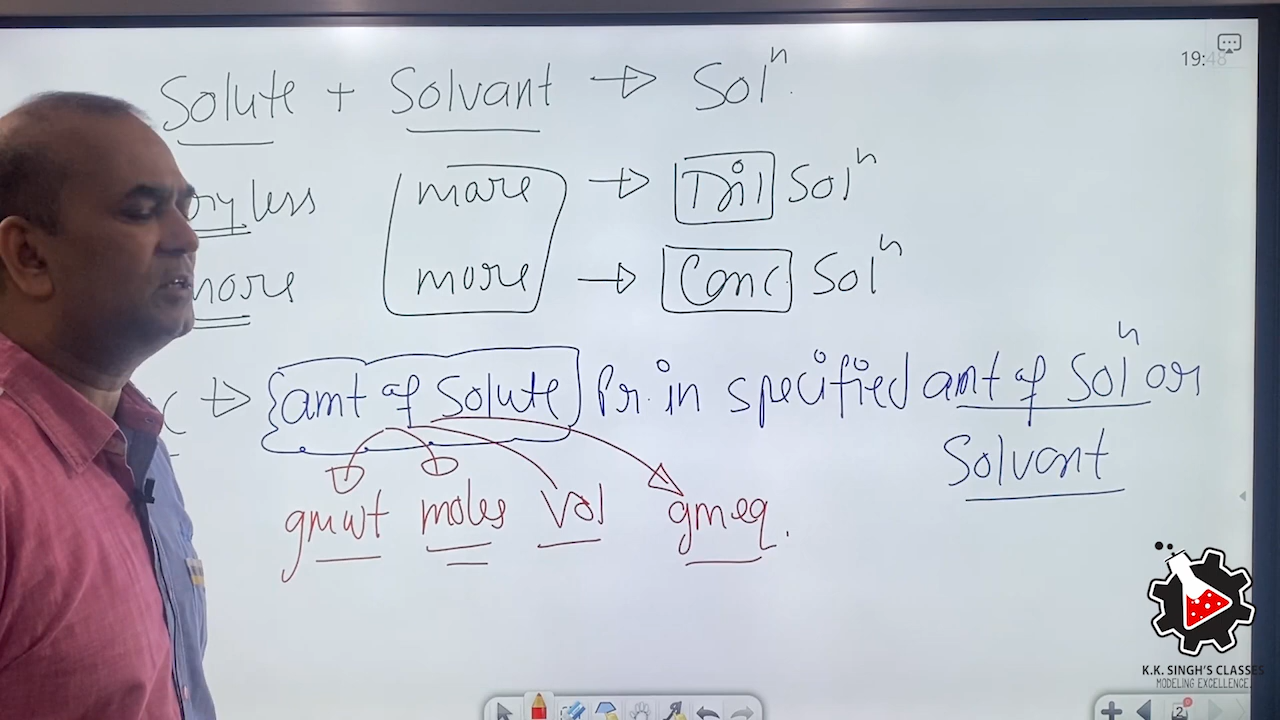 19:48
Solute + Solvant → Solⁿ.
less more → Dil Solⁿ
more more → Conc. Solⁿ
→ {amt of Solute} Pr. in specified amt of Solⁿ or
Solvant
gmwt moles Vol gmeq.
K.K. SINGH'S CLASSES
MODELING EXCELLENCE!
2